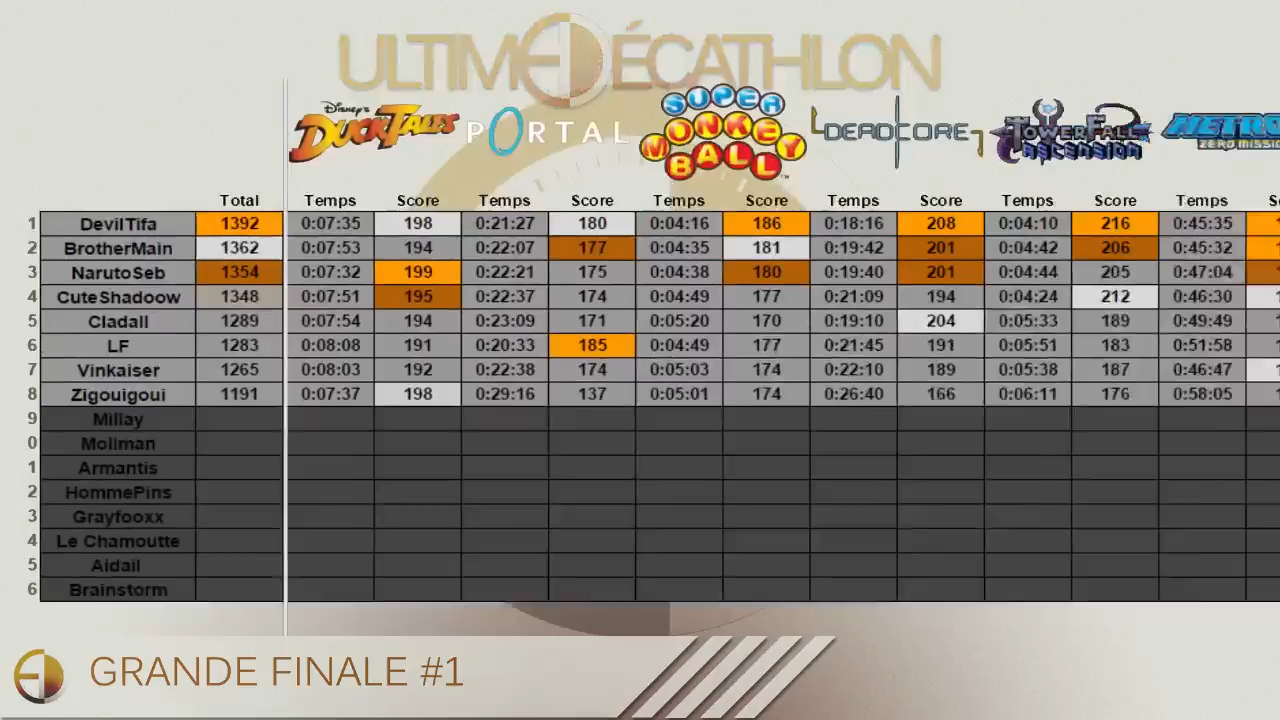 ULTIME DÉCATHLON
Disney's DUCKTALES PORTAL SUPER MONKEY BALL DEADCORE TOWERFALL ASCENSION METRO ZERO MISSI
Total Temps Score Temps Score Temps Score Temps Score Temps Score Temps
1 DevilTifa 1392 0:07:35 198 0:21:27 180 0:04:16 186 0:18:16 208 0:04:10 216 0:45:35
2 BrotherMain 1362 0:07:53 194 0:22:07 177 0:04:35 181 0:19:42 201 0:04:42 206 0:45:32
3 NarutoSeb 1354 0:07:32 199 0:22:21 175 0:04:38 180 0:19:40 201 0:04:44 205 0:47:04
4 CuteShadoow 1348 0:07:51 195 0:22:37 174 0:04:49 177 0:21:09 194 0:04:24 212 0:46:30
5 Cladall 1289 0:07:54 194 0:23:09 171 0:05:20 170 0:19:10 204 0:05:33 189 0:49:49
6 LF 1283 0:08:08 191 0:20:33 185 0:04:49 177 0:21:45 191 0:05:51 183 0:51:58
7 Vinkaiser 1265 0:08:03 192 0:22:38 174 0:05:03 174 0:22:10 189 0:05:38 187 0:46:47
8 Zigouigoui 1191 0:07:37 198 0:29:16 137 0:05:01 174 0:26:40 166 0:06:11 176 0:58:05
9 Millay
0 Mollman
1 Armantis
2 HommePins
3 Grayfooxx
4 Le Chamoutte
5 Aidail
6 Brainstorm
GRANDE FINALE #1